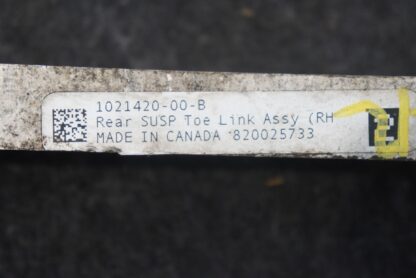 1021420-00-B
Rear SUSP Toe Link Assy (RH
MADE IN CANADA 820025733